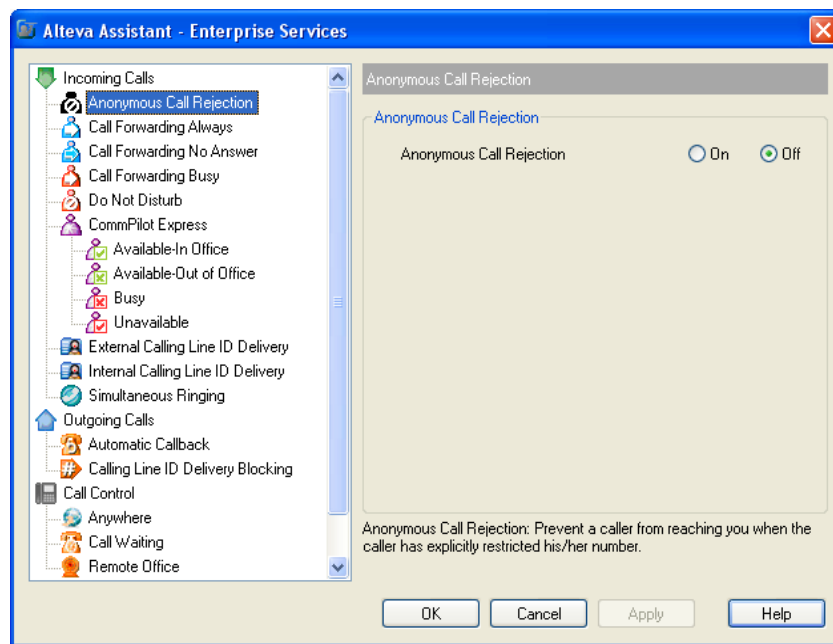 Alteva Assistant - Enterprise Services
Incoming Calls
Anonymous Call Rejection
Call Forwarding Always
Call Forwarding No Answer
Call Forwarding Busy
Do Not Disturb
CommPilot Express
Available-In Office
Available-Out of Office
Busy
Unavailable
External Calling Line ID Delivery
Internal Calling Line ID Delivery
Simultaneous Ringing
Outgoing Calls
Automatic Callback
Calling Line ID Delivery Blocking
Call Control
Anywhere
Call Waiting
Remote Office
Anonymous Call Rejection
Anonymous Call Rejection
Anonymous Call Rejection On Off
Anonymous Call Rejection: Prevent a caller from reaching you when the
caller has explicitly restricted his/her number.
OK Cancel Apply Help